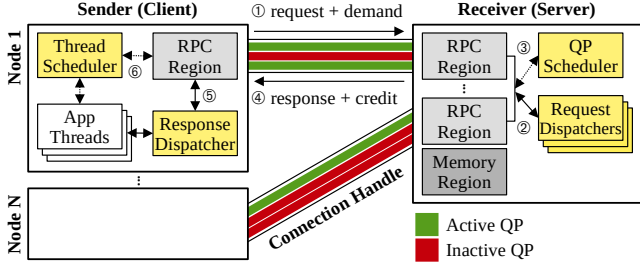 Sender (Client)
Receiver (Server)
Node 1
Thread
Scheduler
RPC
Region
⑥
⑤
App
Threads
Response
Dispatcher
① request + demand
④ response + credit
RPC
Region
...
RPC
Region
Memory
Region
③
②
QP
Scheduler
Request
Dispatchers
...
Node N
Connection Handle
Active QP
Inactive QP